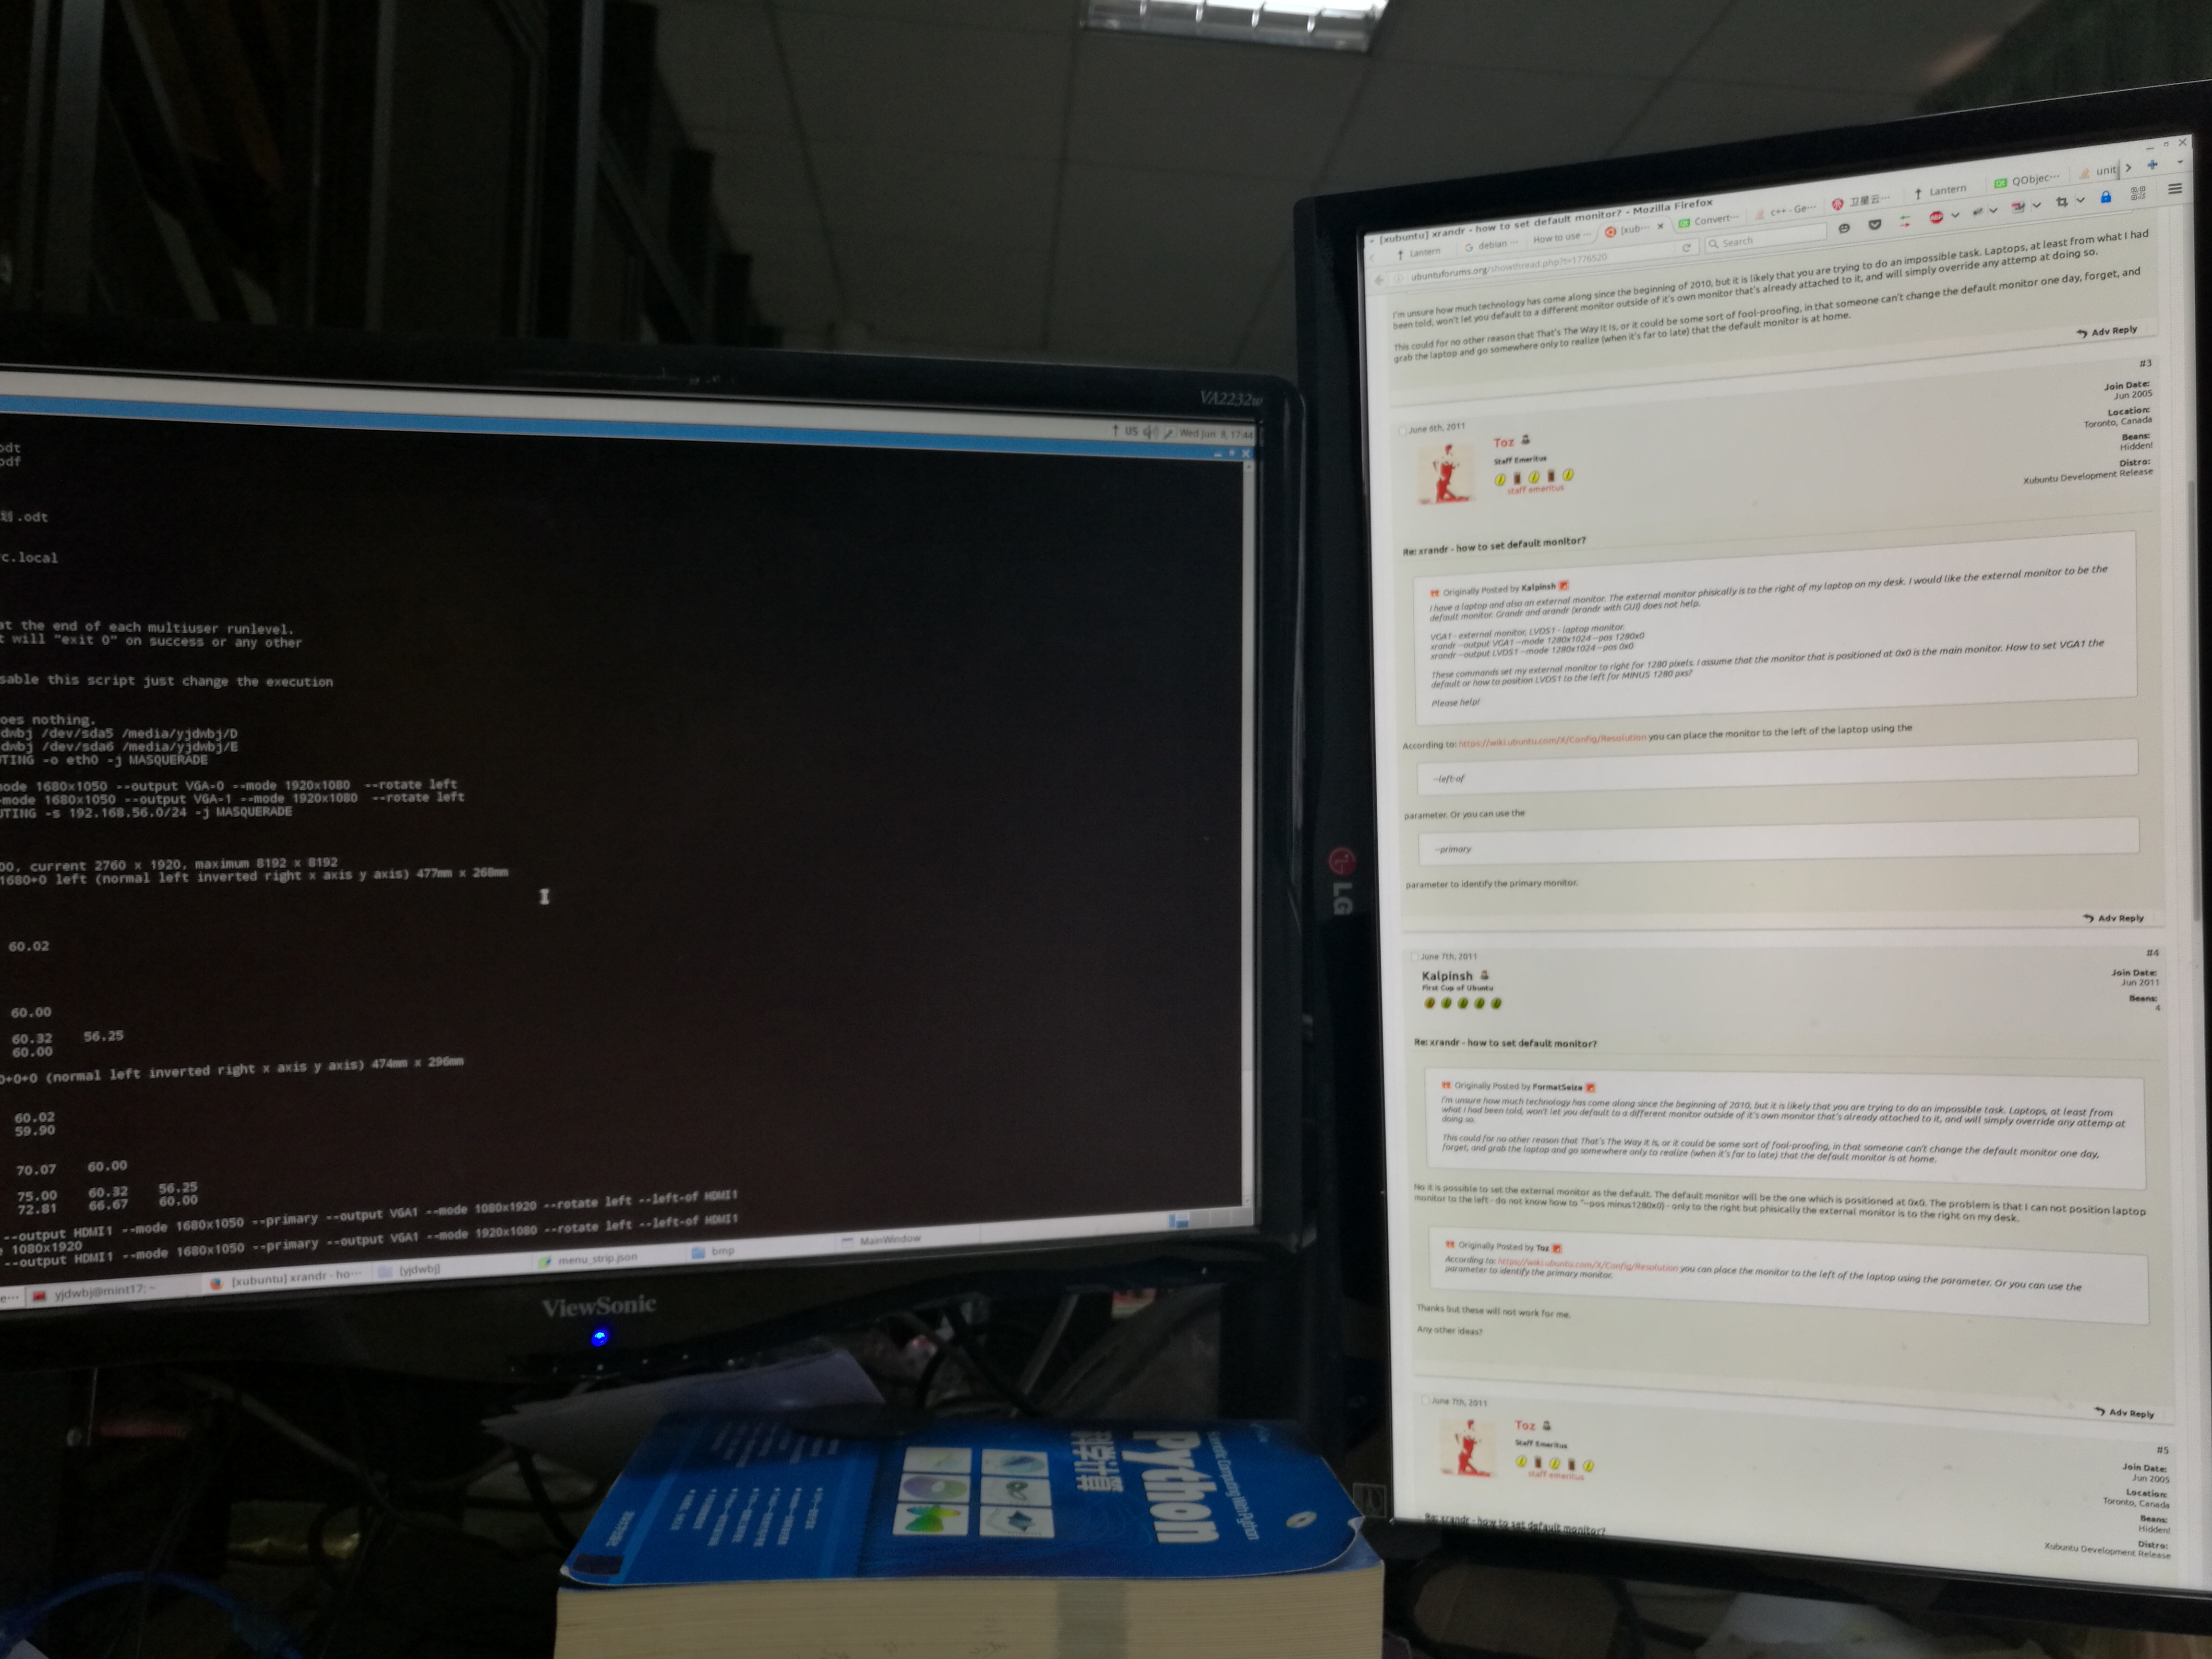 VA2232w
US Wed Jun 8, 17:44
odt
odf
划.odt
c.local
at the end of each multiuser runlevel.
t will "exit 0" on success or any other
sable this script just change the execution
oes nothing.
dwbj /dev/sda5 /media/yjdwbj/D
dwbj /dev/sda6 /media/yjdwbj/E
TING -o eth0 -j MASQUERADE
mode 1680x1050 --output VGA-0 --mode 1920x1080 --rotate left
-mode 1680x1050 --output VGA-1 --mode 1920x1080 --rotate left
UTING -s 192.168.56.0/24 -j MASQUERADE
00, current 2760 x 1920, maximum 8192 x 8192
1680+0 left (normal left inverted right x axis y axis) 477mm x 268mm
60.02
60.00
60.32 56.25
60.00
0+0+0 (normal left inverted right x axis y axis) 474mm x 296mm
60.02
59.90
70.07 60.00
75.00 60.32 56.25
72.81 66.67 60.00
--output HDMI1 --mode 1680x1050 --primary --output VGA1 --mode 1080x1920 --rotate left --left-of HDMI1
e 1080x1920
--output HDMI1 --mode 1680x1050 --primary --output VGA1 --mode 1920x1080 --rotate left --left-of HDMI1
e... yjdwbj@mint17: ~ [xubuntu] xrandr - ho... [yjdwbj] menu_strip.json bmp MainWindow
ViewSonic
Python
Scientific Computing with Python
LG
[xubuntu] xrandr - how to set default monitor? - Mozilla Firefox
Lantern debian ... How to use ... [xub... Convert... c++ - Ge... 卫星云... Lantern QObjec... unit
ubuntuforums.org/showthread.php?t=1776520 Search
I'm unsure how much technology has come along since the beginning of 2010, but it is likely that you are trying to do an impossible task. Laptops, at least from what I had
been told, won't let you default to a different monitor outside of it's own monitor that's already attached to it, and will simply override any attemp at doing so.
This could for no other reason that That's The Way It Is, or it could be some sort of fool-proofing, in that someone can't change the default monitor one day, forget, and
grab the laptop and go somewhere only to realize (when it's far to late) that the default monitor is at home.
Adv Reply
June 6th, 2011
#3
Toz
Staff Emeritus
staff emeritus
Join Date:
Jun 2005
Location:
Toronto, Canada
Beans:
Hidden!
Distro:
Xubuntu Development Release
Re: xrandr - how to set default monitor?
Originally Posted by Kalpinsh
I have a laptop and also an external monitor. The external monitor phisically is to the right of my laptop on my desk. I would like the external monitor to be the
default monitor. Grandr and arandr (xrandr with GUI) does not help.
VGA1 - external monitor, LVDS1 - laptop monitor.
xrandr --output VGA1 --mode 1280x1024 --pos 1280x0
xrandr --output LVDS1 --mode 1280x1024 --pos 0x0
These commands set my external monitor to right for 1280 pixels. I assume that the monitor that is positioned at 0x0 is the main monitor. How to set VGA1 the
default or how to position LVDS1 to the left for MINUS 1280 pxs?
Please help!
According to: https://wiki.ubuntu.com/X/Config/Resolution you can place the monitor to the left of the laptop using the
--left-of
parameter. Or you can use the
--primary
parameter to identify the primary monitor.
Adv Reply
June 7th, 2011
#4
Kalpinsh
First Cup of Ubuntu
Join Date:
Jun 2011
Beans:
4
Re: xrandr - how to set default monitor?
Originally Posted by FormatSeize
I'm unsure how much technology has come along since the beginning of 2010, but it is likely that you are trying to do an impossible task. Laptops, at least from
what I had been told, won't let you default to a different monitor outside of it's own monitor that's already attached to it, and will simply override any attemp at
doing so.
This could for no other reason that That's The Way It Is, or it could be some sort of fool-proofing, in that someone can't change the default monitor one day,
forget, and grab the laptop and go somewhere only to realize (when it's far to late) that the default monitor is at home.
No it is possible to set the external monitor as the default. The default monitor will be the one which is positioned at 0x0. The problem is that I can not position laptop
monitor to the left - do not know how to "--pos minus1280x0) - only to the right but phisically the external monitor is to the right on my desk.
Originally Posted by Toz
According to: https://wiki.ubuntu.com/X/Config/Resolution you can place the monitor to the left of the laptop using the parameter. Or you can use the
parameter to identify the primary monitor.
Thanks but these will not work for me.
Any other ideas?
Adv Reply
June 7th, 2011
#5
Toz
Staff Emeritus
staff emeritus
Join Date:
Jun 2005
Location:
Toronto, Canada
Beans:
Hidden!
Distro:
Xubuntu Development Release
Re: xrandr - how to set default monitor?